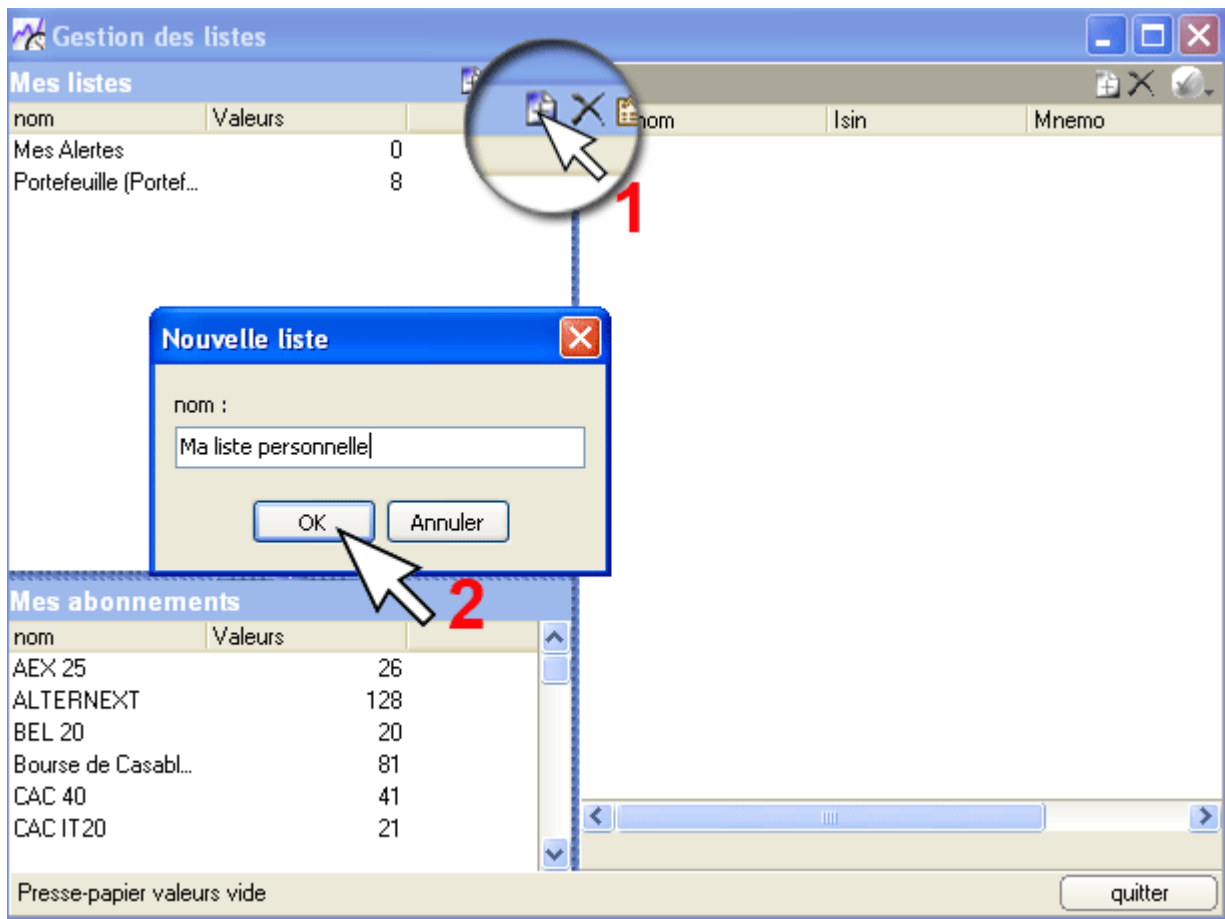 Gestion des listes
Mes listes
nom Valeurs
Mes Alertes 0
Portefeuille (Portef... 8
nom Isin Mnemo
1
Nouvelle liste
nom :
Ma liste personnelle
OK Annuler
2
Mes abonnements
nom Valeurs
AEX 25 26
ALTERNEXT 128
BEL 20 20
Bourse de Casabl... 81
CAC 40 41
CAC IT20 21
Presse-papier valeurs vide quitter